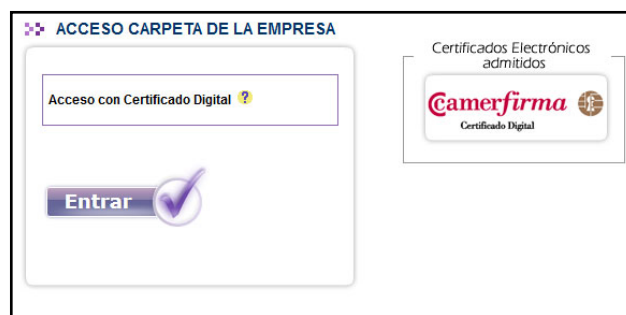 ACCESO CARPETA DE LA EMPRESA
Acceso con Certificado Digital ?
Entrar
Certificados Electrónicos
admitidos
Camerfirma
Certificado Digital